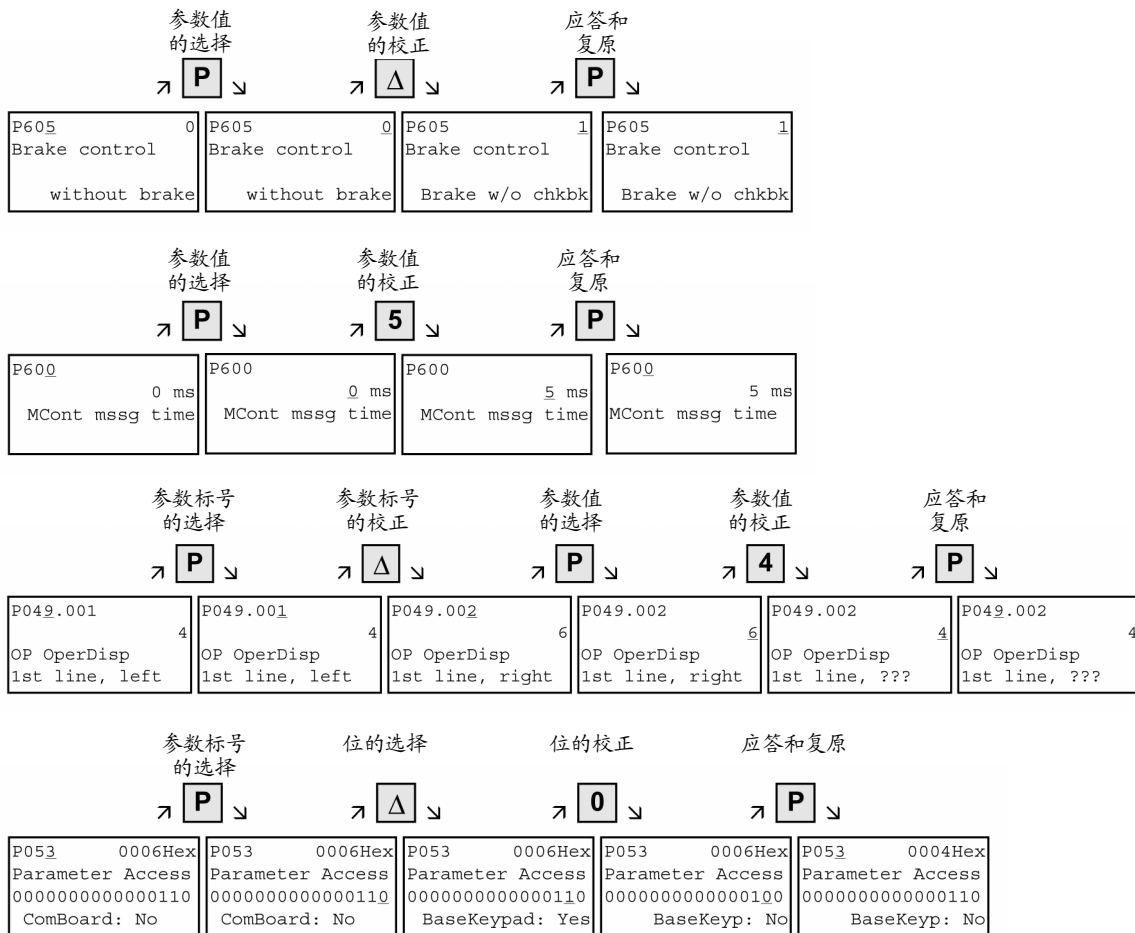 参数值 参数值 应答和
的选择 的校正 复原
P Δ P
P605 0 P605 0 P605 1 P605 1
Brake control Brake control Brake control Brake control
without brake without brake Brake w/o chkbk Brake w/o chkbk
参数值 参数值 应答和
的选择 的校正 复原
P 5 P
P600 P600 P600 P600
0 ms 0 ms 5 ms 5 ms
MCont mssg time MCont mssg time MCont mssg time MCont mssg time
参数标号 参数标号 参数值 参数值 应答和
的选择 的校正 的选择 的校正 复原
P Δ P 4 P
P049.001 P049.001 P049.002 P049.002 P049.002 P049.002
4 4 6 6 4 4
OP OperDisp OP OperDisp OP OperDisp OP OperDisp OP OperDisp OP OperDisp
1st line, left 1st line, left 1st line, right 1st line, right 1st line, ??? 1st line, ???
参数标号 位的选择 位的校正 应答和复原
的选择
P Δ 0 P
P053 0006Hex P053 0006Hex P053 0006Hex P053 0006Hex P053 0004Hex
Parameter Access Parameter Access Parameter Access Parameter Access Parameter Access
0000000000000110 0000000000000110 0000000000000110 0000000000000100 0000000000000110
ComBoard: No ComBoard: No BaseKeypad: Yes BaseKeyp: No BaseKeyp: No